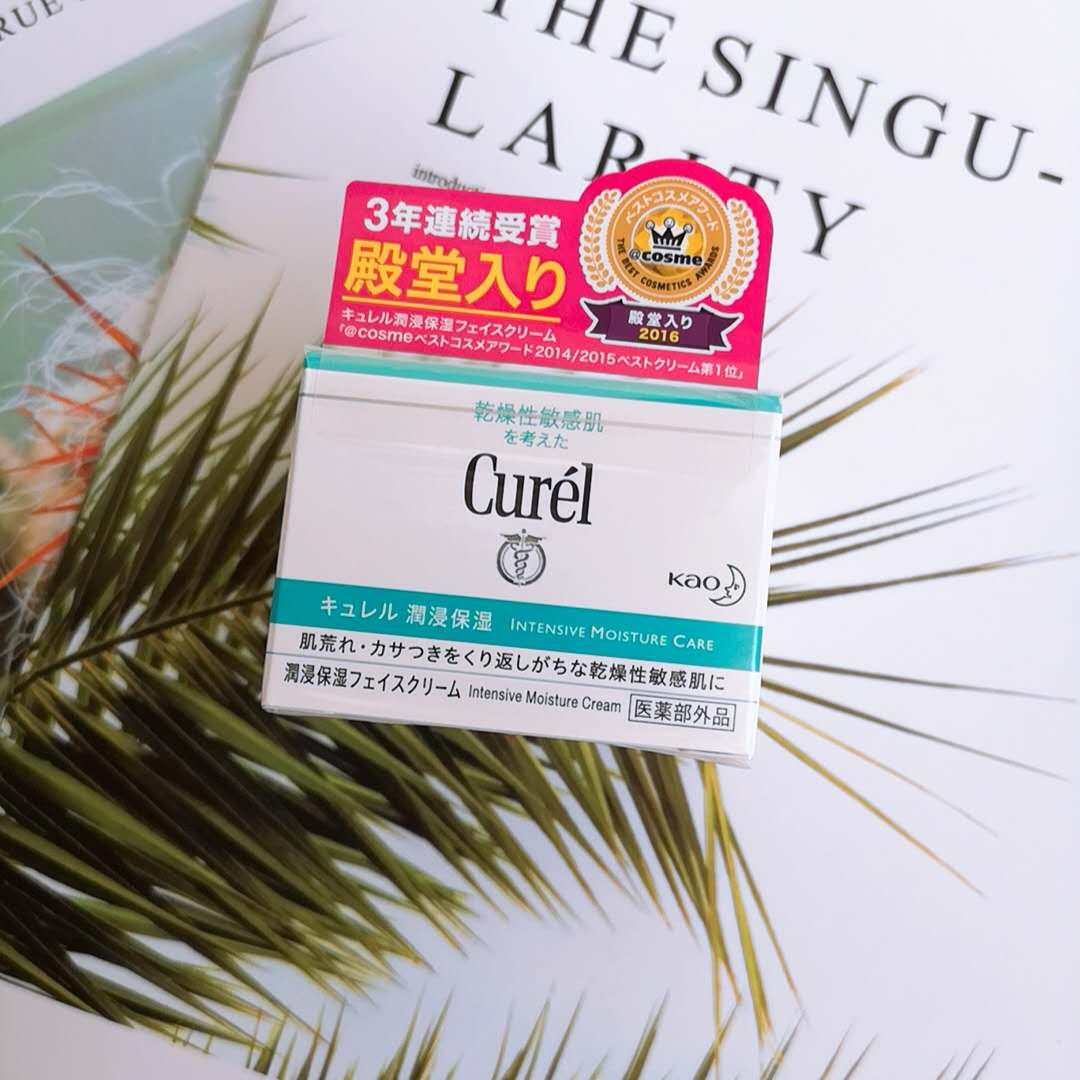 THE SINGU-
LARITY
3年連続受賞
殿堂入り
キュレル潤浸保湿フェイスクリーム
「@cosmeベストコスメアワード2014/2015ベストクリーム第1位」
ベストコスメアワード
@cosme
THE BEST COSMETICS AWARDS
殿堂入り
2016
乾燥性敏感肌
を考えた
Curél
Kao
キュレル 潤浸保湿 INTENSIVE MOISTURE CARE
肌荒れ・カサつきをくり返しがちな乾燥性敏感肌に
潤浸保湿フェイスクリーム Intensive Moisture Cream 医薬部外品